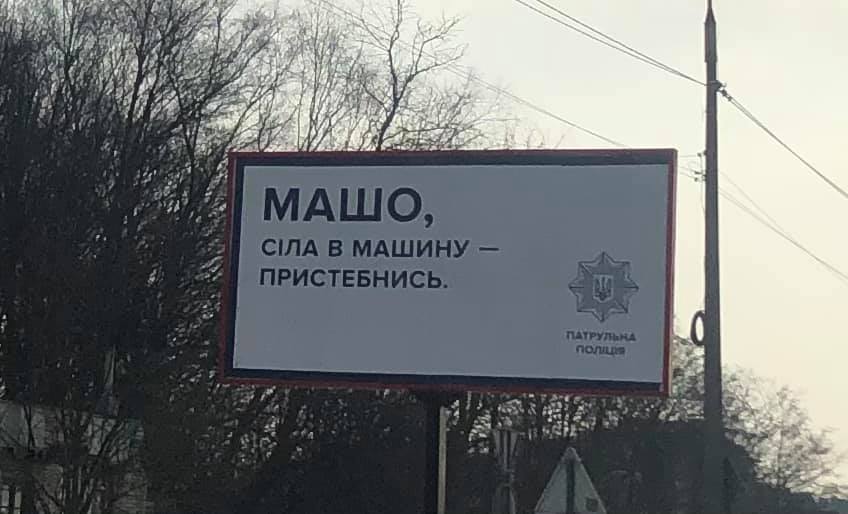 МАШО,
СІЛА В МАШИНУ –
ПРИСТЕБНИСЬ.
ПАТРУЛЬНА
ПОЛІЦІЯ